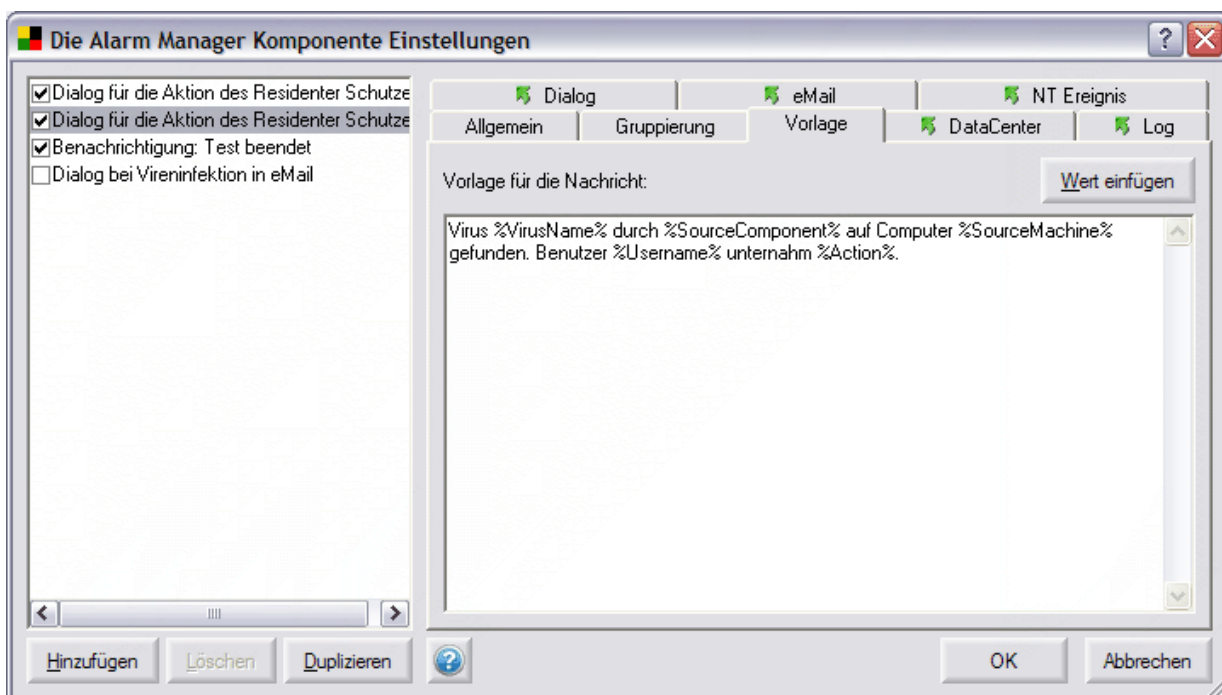 Die Alarm Manager Komponente Einstellungen
Dialog für die Aktion des Residenter Schutze
Dialog für die Aktion des Residenter Schutze
Benachrichtigung: Test beendet
Dialog bei Vireninfektion in eMail
Dialog eMail NT Ereignis
Allgemein Gruppierung Vorlage DataCenter Log
Vorlage für die Nachricht: Wert einfügen
Virus %VirusName% durch %SourceComponent% auf Computer %SourceMachine%
gefunden. Benutzer %Username% unternahm %Action%.
Hinzufügen Löschen Duplizieren OK Abbrechen